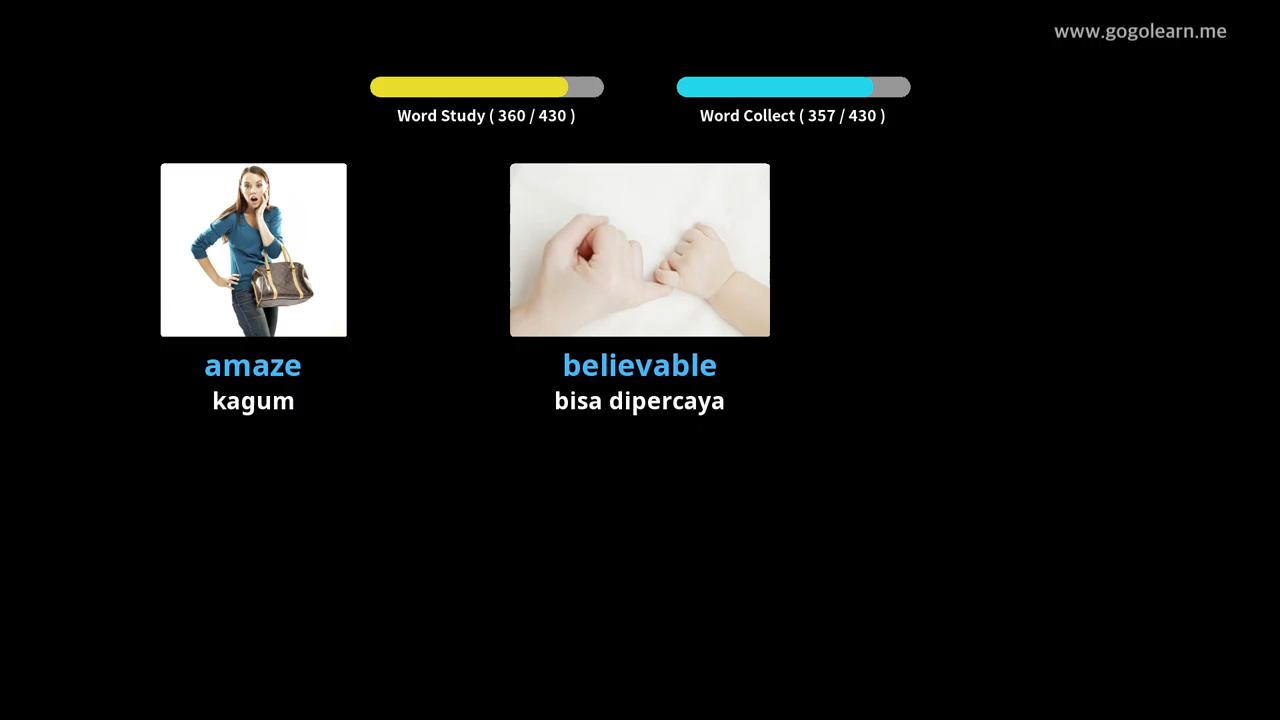 www.gogolearn.me
Word Study ( 360 / 430 )
Word Collect ( 357 / 430 )
amaze
kagum
believable
bisa dipercaya